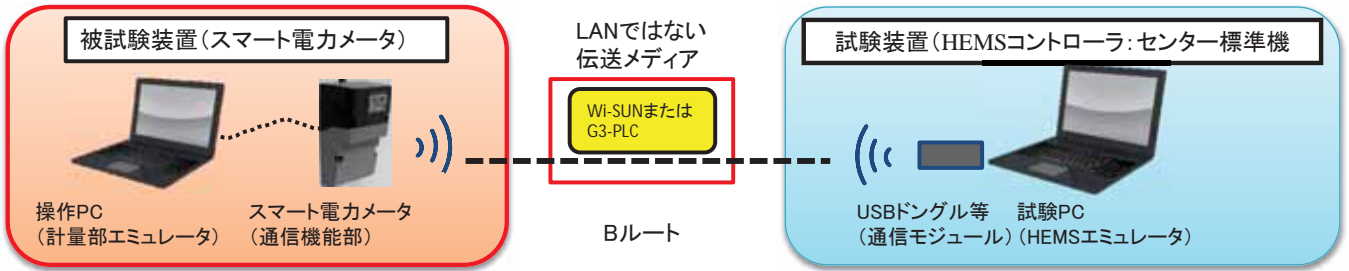 被試験装置(スマート電力メータ)
操作PC
(計量部エミュレータ)
スマート電力メータ
(通信機能部)
LANではない
伝送メディア
Wi-SUNまたは
G3-PLC
Bルート
試験装置(HEMSコントローラ:センター標準機
USBドングル等
(通信モジュール)
試験PC
(HEMSエミュレータ)